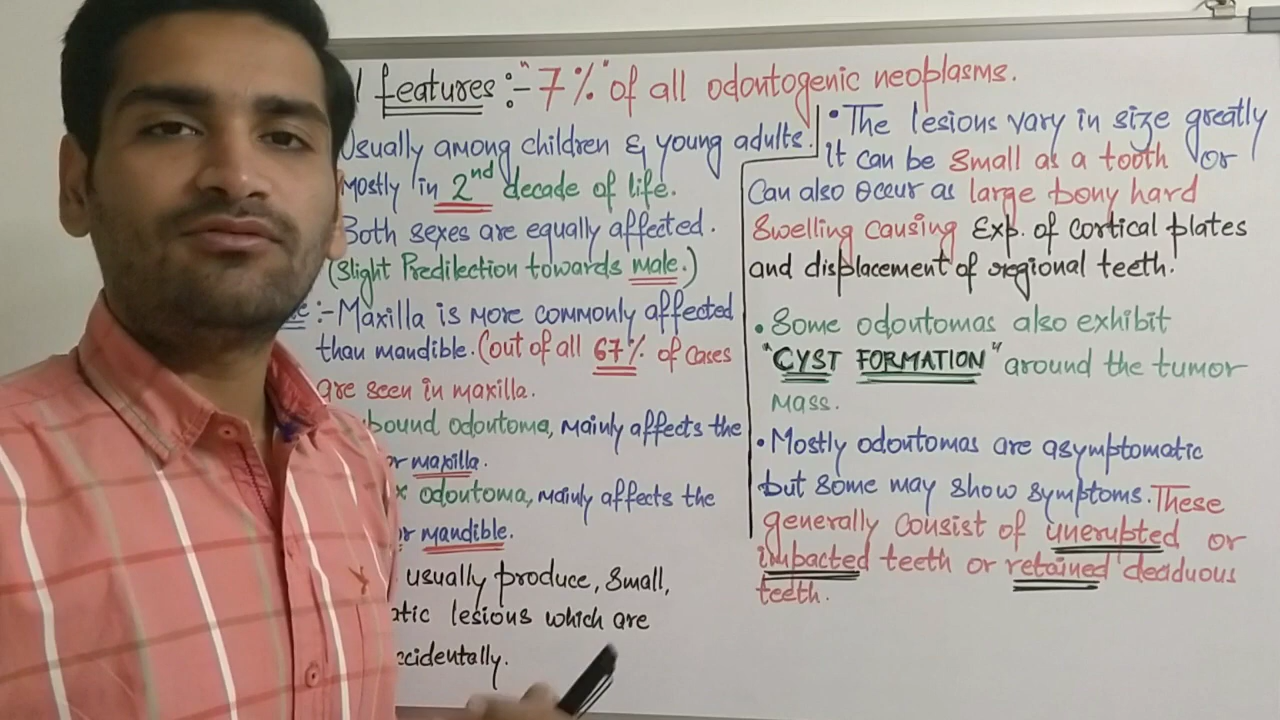 features :- "7%" of all odontogenic neoplasms.
Usually among children & young adults.
Mostly in 2nd decade of life.
Both sexes are equally affected.
(Slight Predilection towards male.)
:- Maxilla is more commonly affected
than mandible. (out of all 67% of cases
are seen in maxilla.
odontoma, mainly affects the
maxilla.
odontoma, mainly affects the
mandible.
usually produce, small,
lesions which are
• The lesions vary in size greatly
it can be small as a tooth or
Can also occur as large bony hard
Swelling causing Exp. of cortical plates
and displacement of regional teeth.
• Some odontomas also exhibit
"CYST FORMATION" around the tumor
mass.
• Mostly odontomas are asymptomatic
but some may show symptoms. These
generally consist of unerupted or
impacted teeth or retained deciduous
teeth.